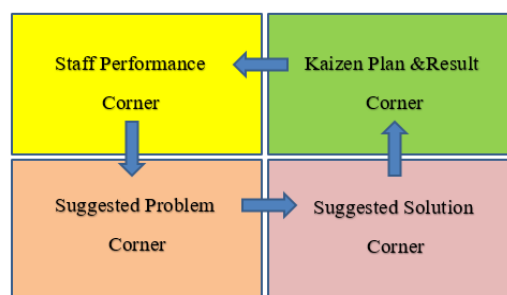 Staff Performance
Corner
Kaizen Plan &Result
Corner
Suggested Problem
Corner
Suggested Solution
Corner